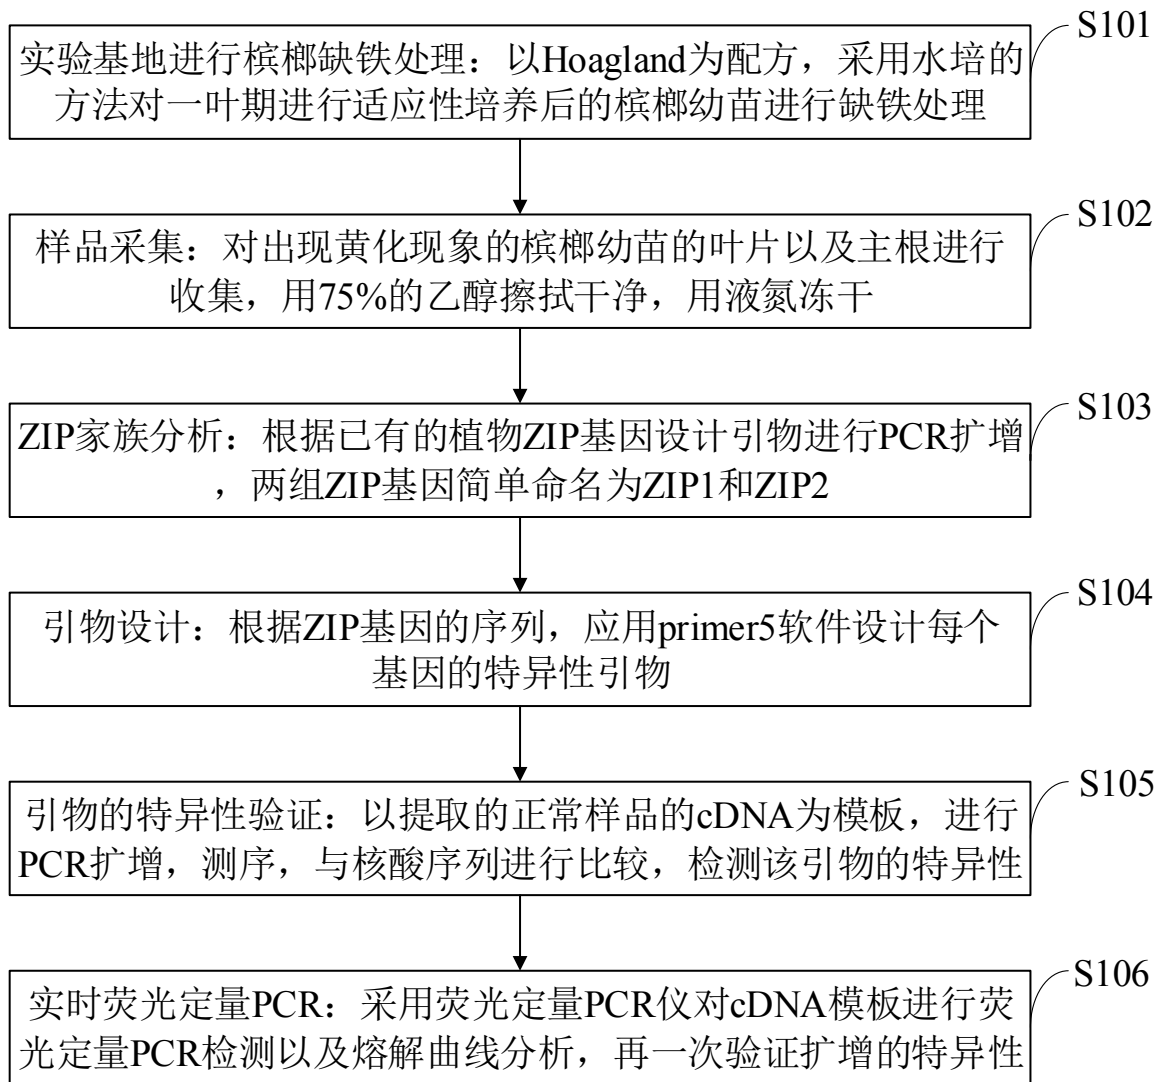 S101
实验基地进行槟榔缺铁处理：以Hoagland为配方，采用水培的
方法对一叶期进行适应性培养后的槟榔幼苗进行缺铁处理
S102
样品采集：对出现黄化现象的槟榔幼苗的叶片以及主根进行
收集，用75%的乙醇擦拭干净，用液氮冻干
S103
ZIP家族分析：根据已有的植物ZIP基因设计引物进行PCR扩增
，两组ZIP基因简单命名为ZIP1和ZIP2
S104
引物设计：根据ZIP基因的序列，应用primer5软件设计每个
基因的特异性引物
S105
引物的特异性验证：以提取的正常样品的cDNA为模板，进行
PCR扩增，测序，与核酸序列进行比较，检测该引物的特异性
S106
实时荧光定量PCR：采用荧光定量PCR仪对cDNA模板进行荧
光定量PCR检测以及熔解曲线分析，再一次验证扩增的特异性